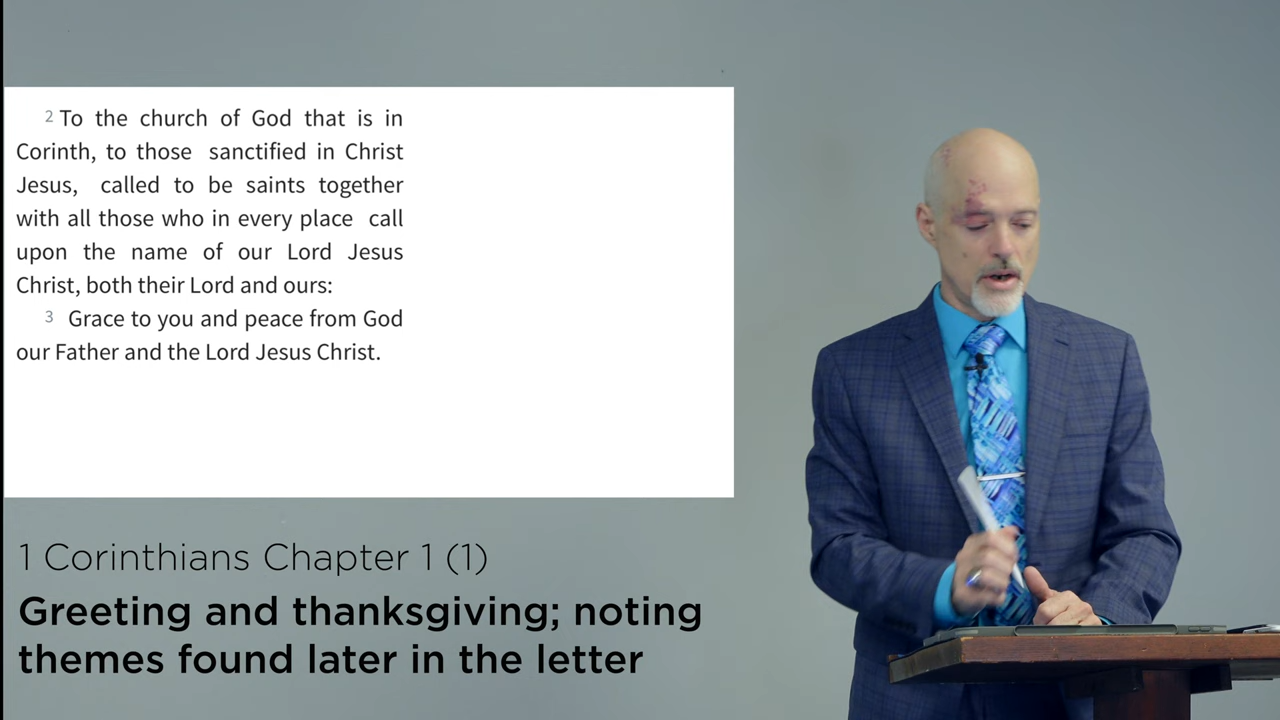 2 To the church of God that is in
Corinth, to those sanctified in Christ
Jesus, called to be saints together
with all those who in every place call
upon the name of our Lord Jesus
Christ, both their Lord and ours:
3 Grace to you and peace from God
our Father and the Lord Jesus Christ.
1 Corinthians Chapter 1 (1)
Greeting and thanksgiving; noting
themes found later in the letter